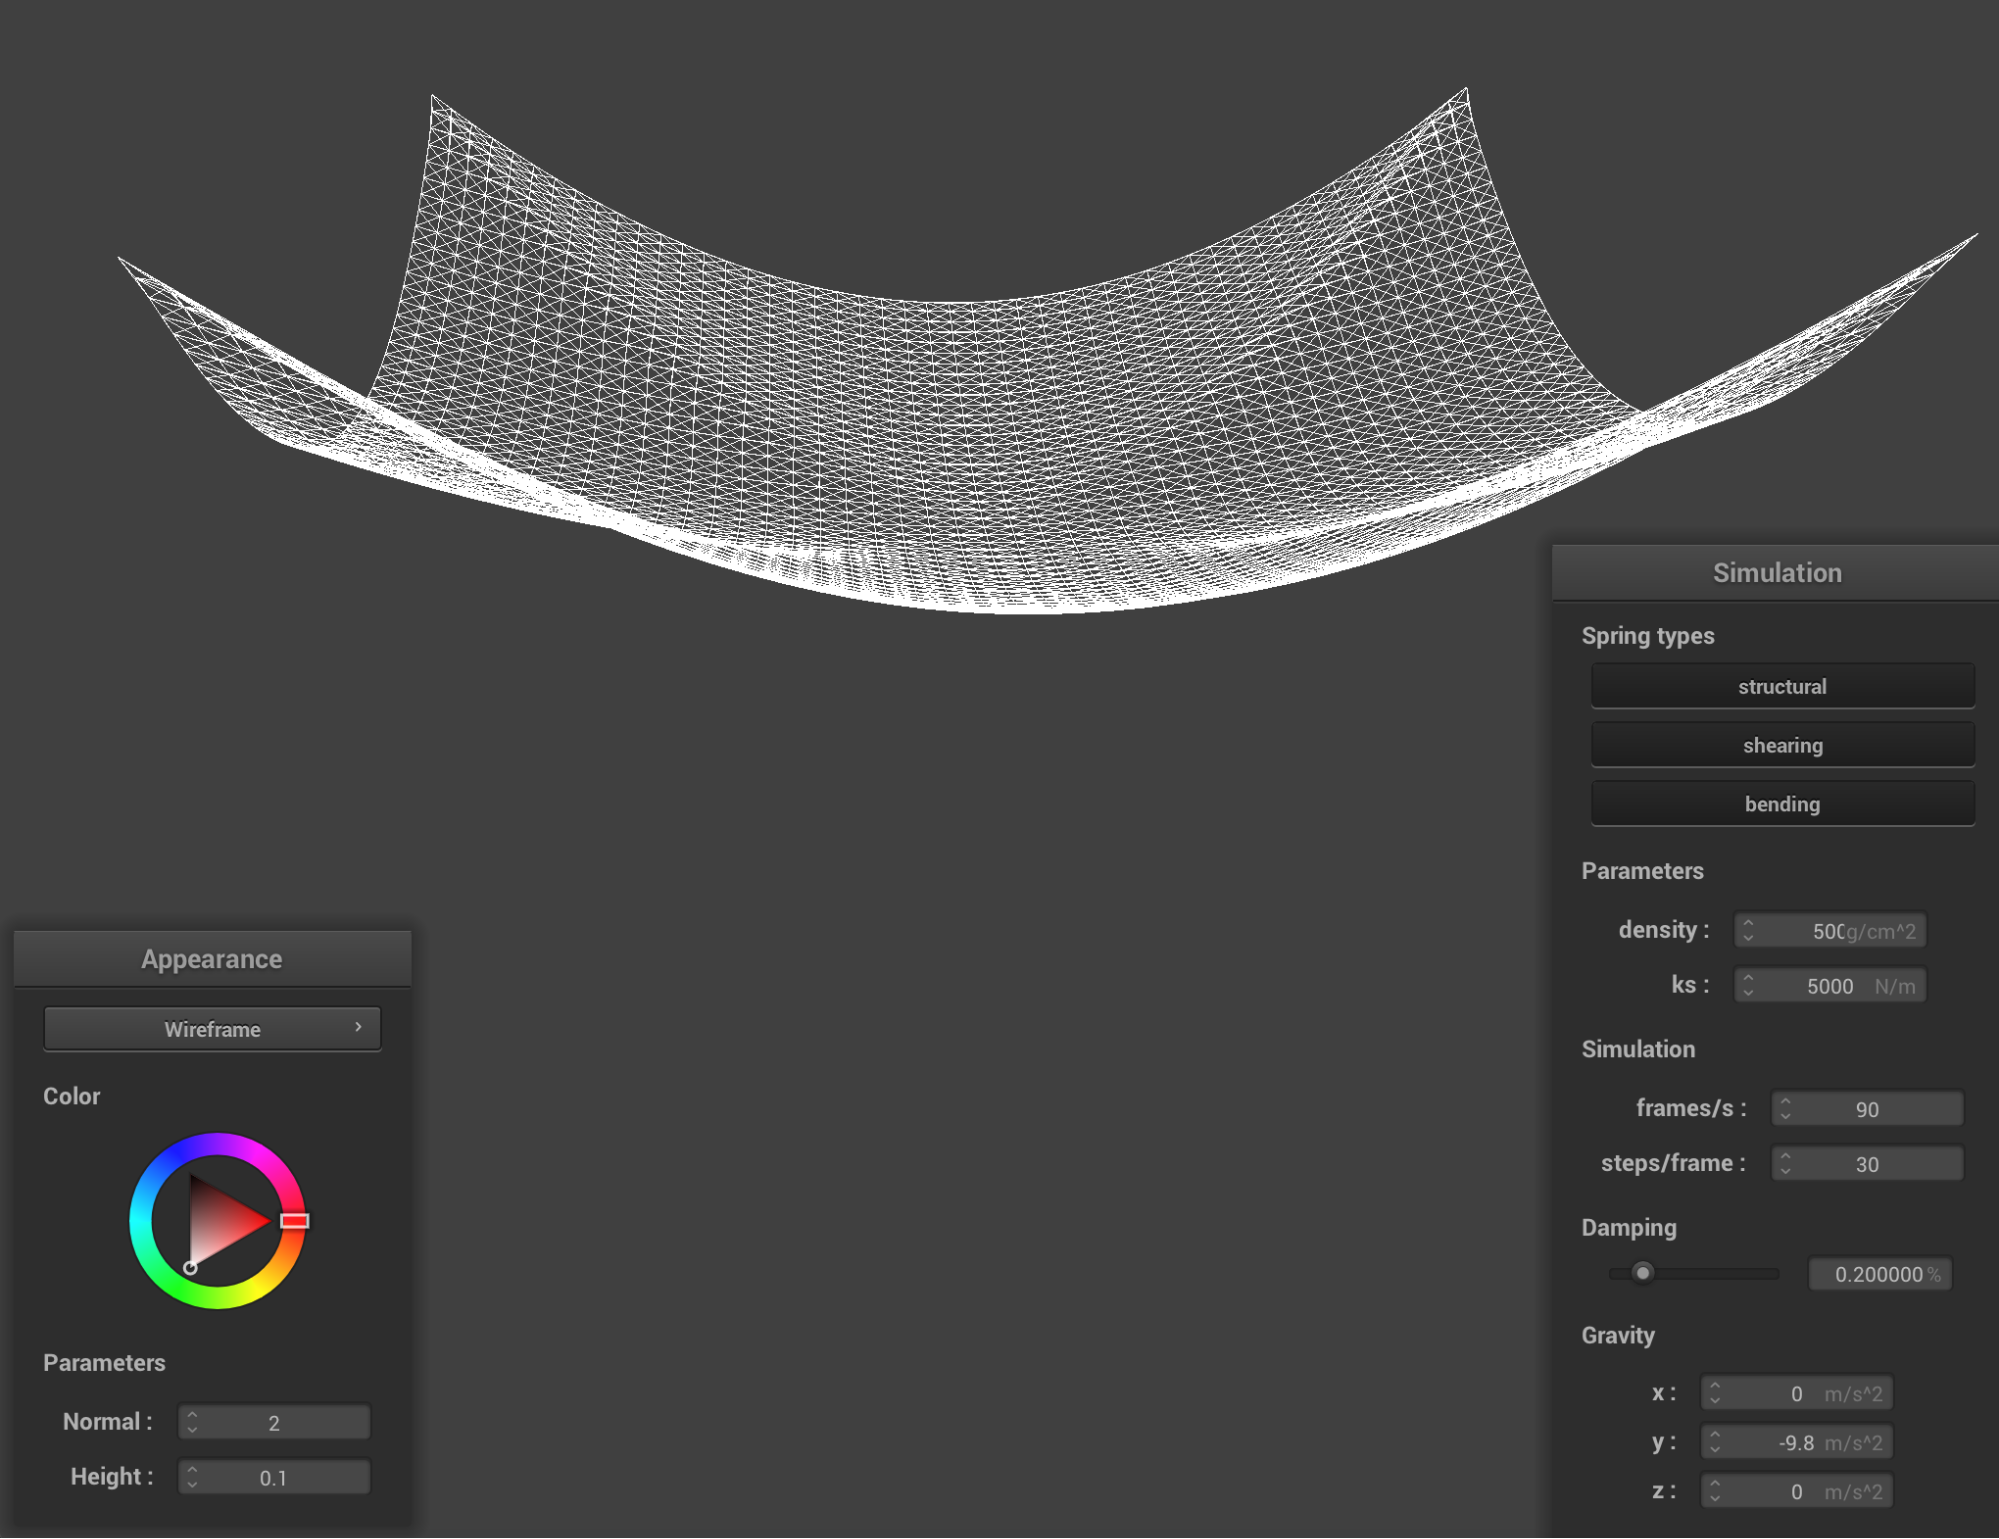 Simulation
Spring types
structural
shearing
bending
Parameters
density : 500 g/cm^2
ks : 5000 N/m
Simulation
frames/s : 90
steps/frame : 30
Damping
0.200000 %
Gravity
x : 0 m/s^2
y : -9.8 m/s^2
z : 0 m/s^2
Appearance
Wireframe
Color
Parameters
Normal : 2
Height : 0.1